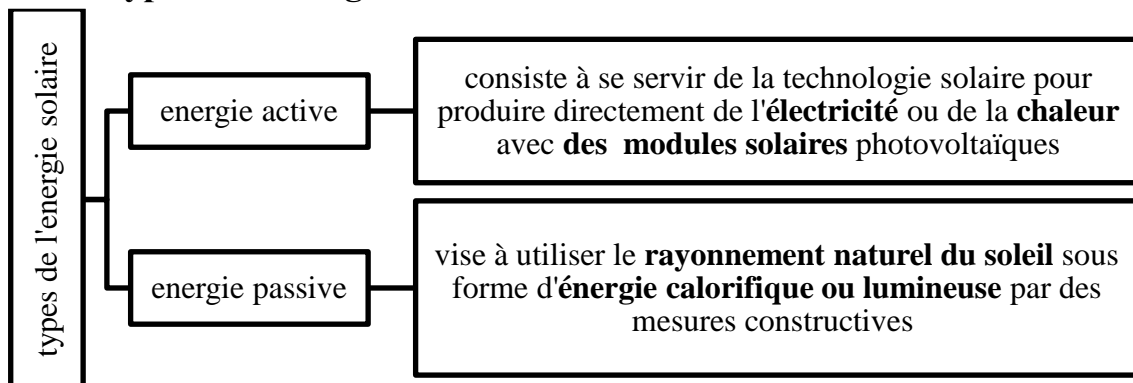 types de l'energie solaire
energie active
consiste à se servir de la technologie solaire pour
produire directement de l'électricité ou de la chaleur
avec des modules solaires photovoltaïques
energie passive
vise à utiliser le rayonnement naturel du soleil sous
forme d'énergie calorifique ou lumineuse par des
mesures constructives